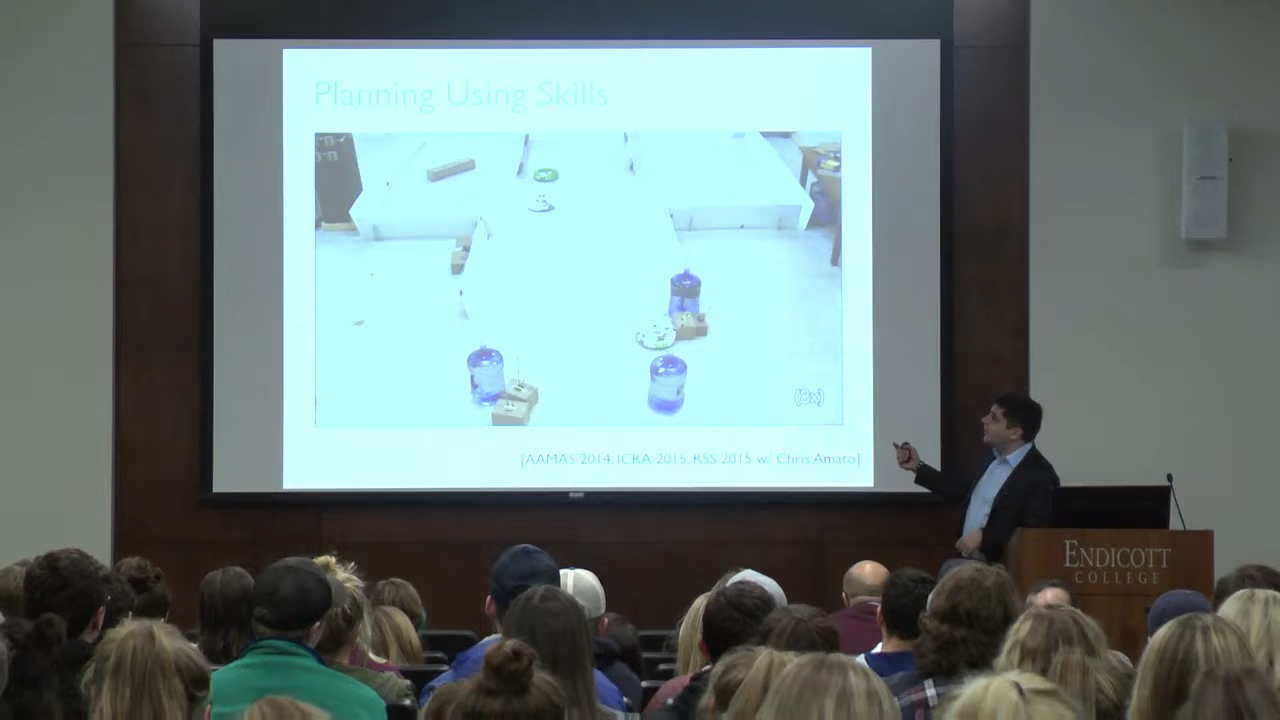 Planning Using Skills
(8x)
[AAMAS 2014, ICRA 2015, RSS 2015 w/ Chris Amato]
ENDICOTT
COLLEGE